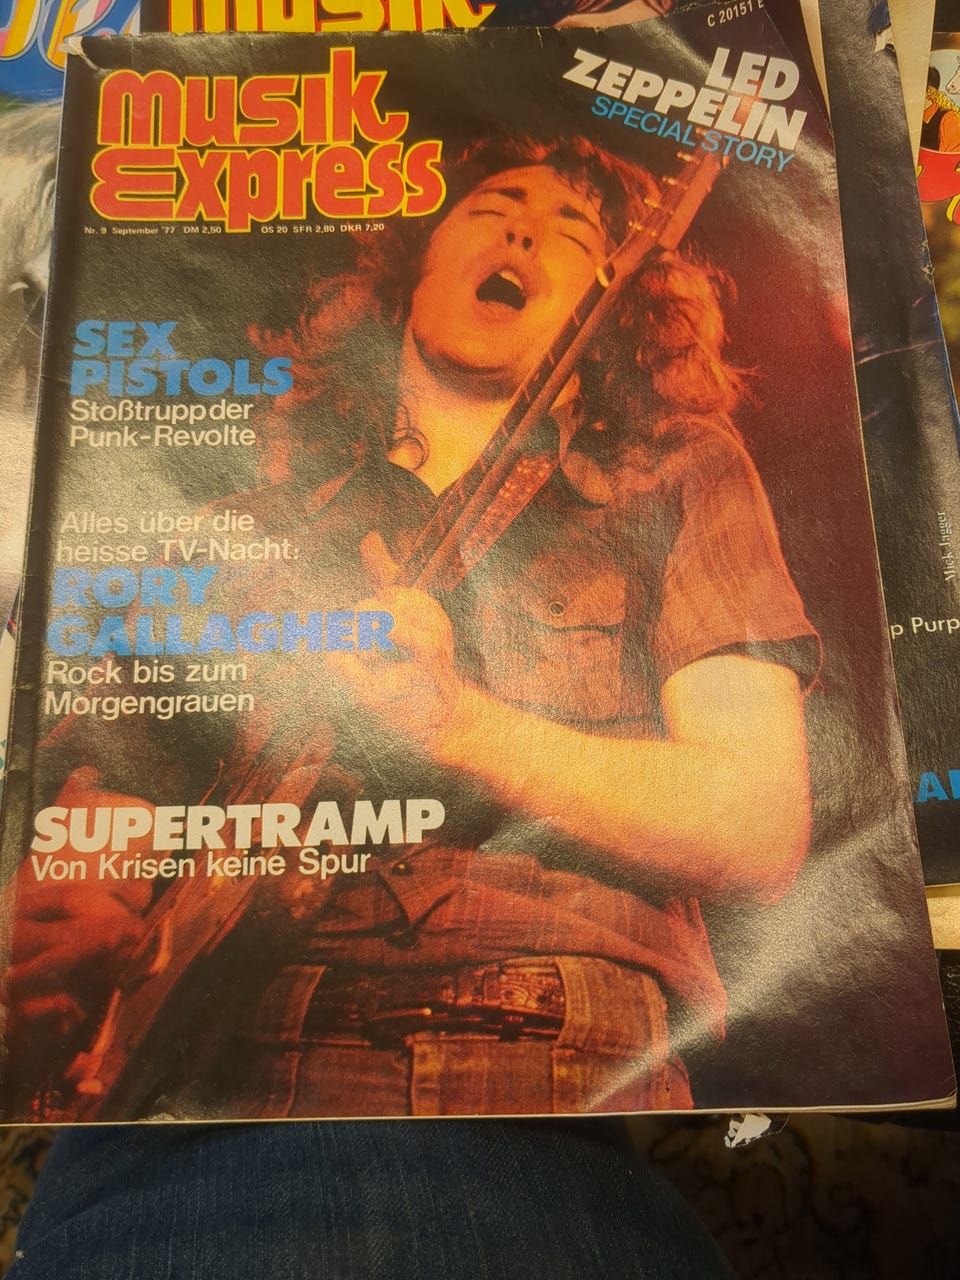 musik
C 20151 E
musik
express
Nr. 9 September '77 DM 2,50 ÖS 20 SFR 2,80 DKR 7,20
LED
ZEPPELIN
SPECIAL STORY
SEX
PISTOLS
Stoßtrupp der
Punk-Revolte
Alles über die
heisse TV-Nacht:
RORY
GALLAGHER
Rock bis zum
Morgengrauen
SUPERTRAMP
Von Krisen keine Spur
Mick Jagger
p Purp